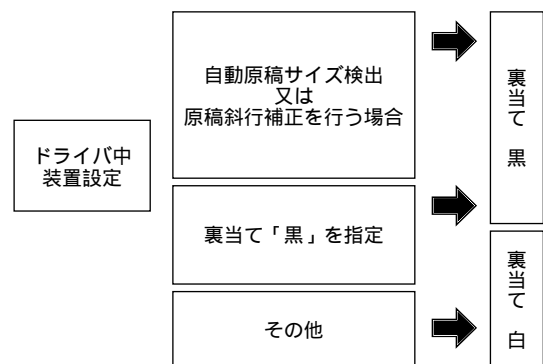 ドライバ中
装置設定
自動原稿サイズ検出
又は
原稿斜行補正を行う場合
裏当て「黒」を指定
その他
裏当て 黒
裏当て 白